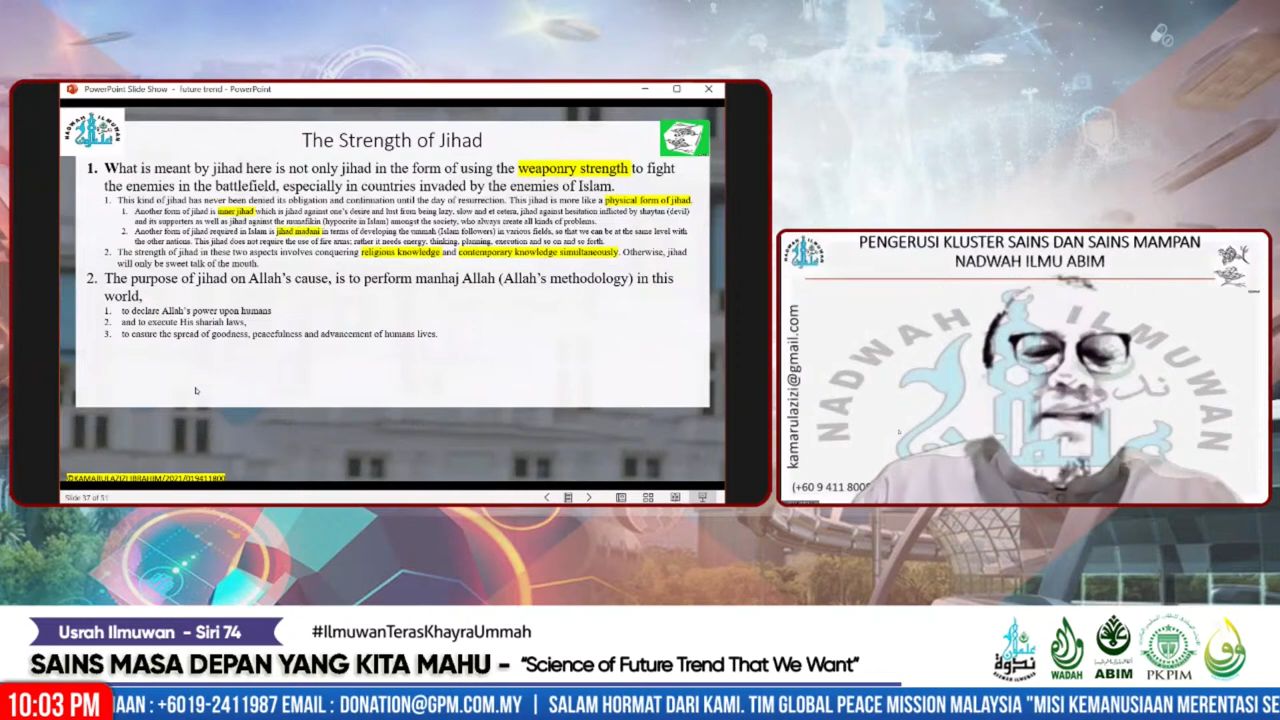 PowerPoint Slide Show - future trend - PowerPoint
NADWAH ILMUWAN
The Strength of Jihad
1. What is meant by jihad here is not only jihad in the form of using the weaponry strength to fight
the enemies in the battlefield, especially in countries invaded by the enemies of Islam.
1. This kind of jihad has never been denied its obligation and continuation until the day of resurrection. This jihad is more like a physical form of jihad.
1. Another form of jihad is inner jihad which is jihad against one's desire and lust from being lazy, slow and et cetera, jihad against hesitation inflicted by shaytan (devil)
and its supporters as well as jihad against the munafikin (hypocrite in Islam) amongst the society, who always create all kinds of problems.
2. Another form of jihad required in Islam is jihad madani in terms of developing the ummah (Islam followers) in various fields, so that we can be at the same level with
the other nations. This jihad does not require the use of fire arms; rather it needs energy, thinking, planning, execution and so on and so forth.
2. The strength of jihad in these two aspects involves conquering religious knowledge and contemporary knowledge simultaneously. Otherwise, jihad
will only be sweet talk of the mouth.
2. The purpose of jihad on Allah's cause, is to perform manhaj Allah (Allah's methodology) in this
world,
1. to declare Allah's power upon humans
2. and to execute His shariah laws,
3. to ensure the spread of goodness, peacefulness and advancement of humans lives.
©KAMARULAZIZI IBRAHIM/2021/019411800
Slide 37 of 51
PENGERUSI KLUSTER SAINS DAN SAINS MAMPAN
NADWAH ILMU ABIM
kamarulazizi@gmail.com
NADWAH ILMUWAN
(+60 9 411 800
Usrah Ilmuwan - Siri 74
#IlmuwanTerasKhayraUmmah
SAINS MASA DEPAN YANG KITA MAHU - "Science of Future Trend That We Want"
WADAH
ABIM
PKPIM
10:03 PM
AAN : +6019-2411987 EMAIL : DONATION@GPM.COM.MY | SALAM HORMAT DARI KAMI. TIM GLOBAL PEACE MISSION MALAYSIA "MISI KEMANUSIAAN MERENTASI SE